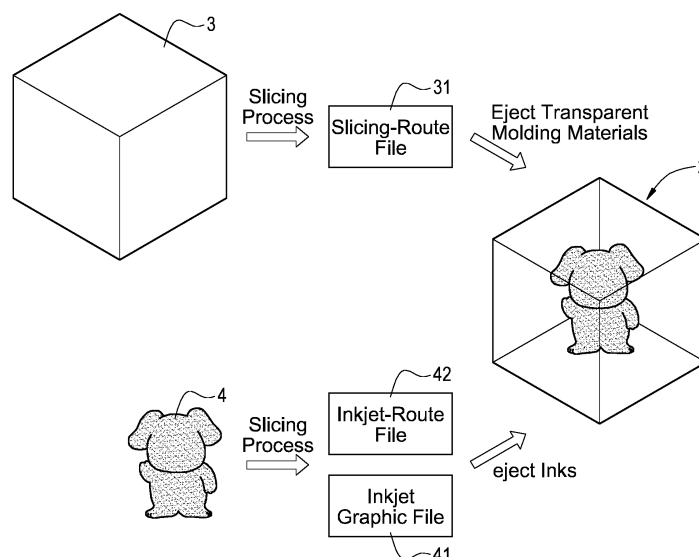 3
Slicing
Process
31
Slicing-Route
File
Eject Transparent
Molding Materials
4
Slicing
Process
42
Inkjet-Route
File
Inkjet
Graphic File
41
eject Inks